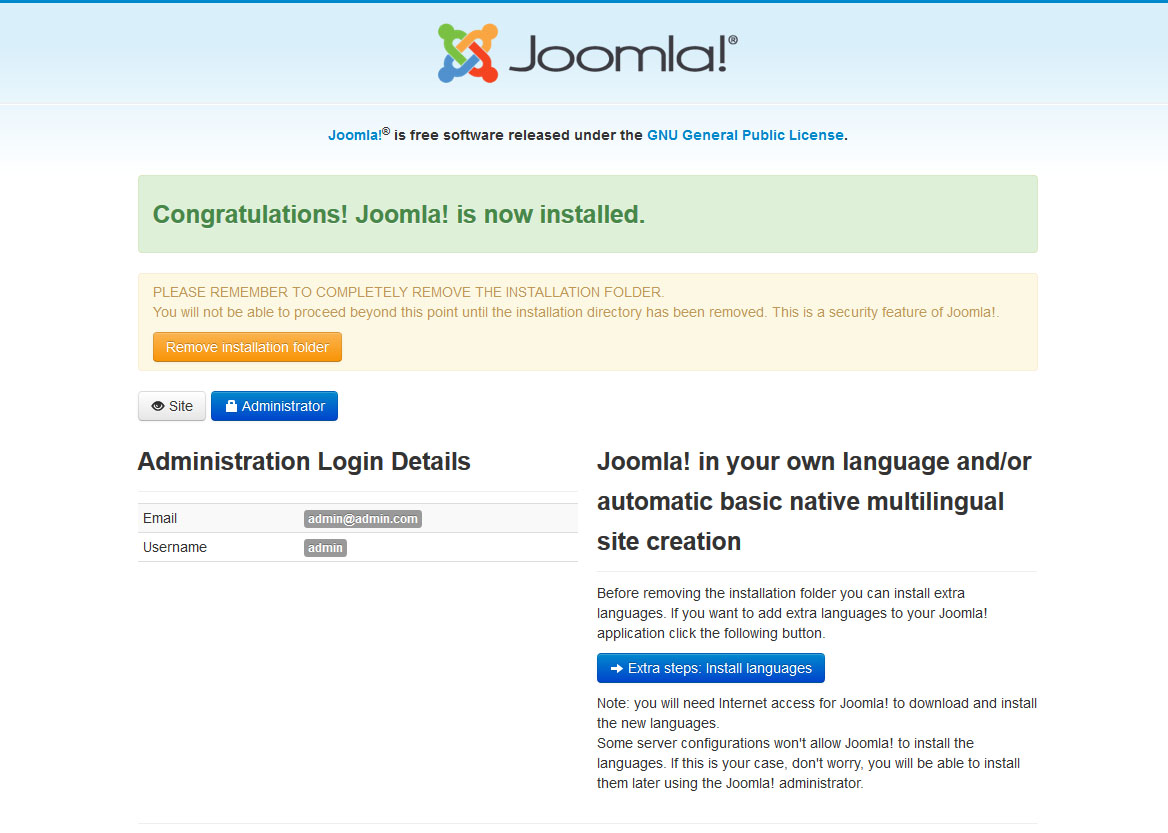 Joomla!®
Joomla!® is free software released under the GNU General Public License.
Congratulations! Joomla! is now installed.
PLEASE REMEMBER TO COMPLETELY REMOVE THE INSTALLATION FOLDER.
You will not be able to proceed beyond this point until the installation directory has been removed. This is a security feature of Joomla!.
Remove installation folder
Site
Administrator
Administration Login Details
Email admin@admin.com
Username admin
Joomla! in your own language and/or
automatic basic native multilingual
site creation
Before removing the installation folder you can install extra
languages. If you want to add extra languages to your Joomla!
application click the following button.
Extra steps: Install languages
Note: you will need Internet access for Joomla! to download and install
the new languages.
Some server configurations won't allow Joomla! to install the
languages. If this is your case, don't worry, you will be able to install
them later using the Joomla! administrator.